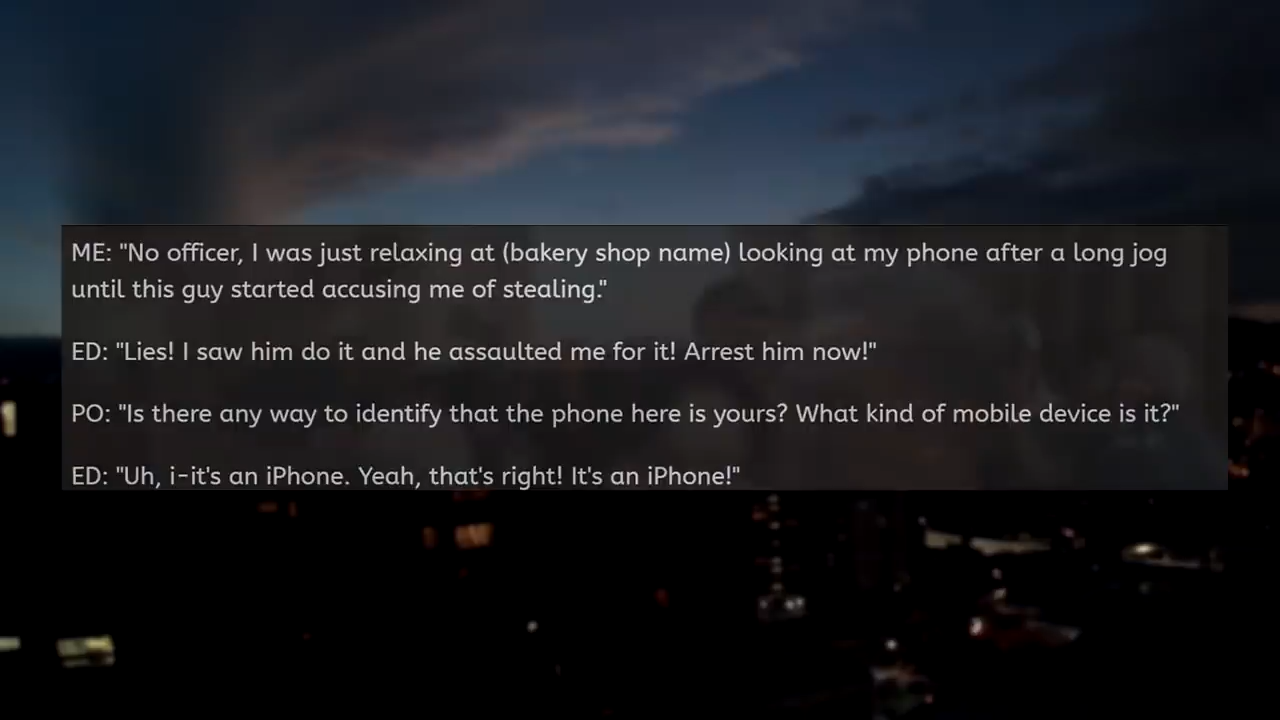 ME: "No officer, I was just relaxing at (bakery shop name) looking at my phone after a long jog
until this guy started accusing me of stealing."
ED: "Lies! I saw him do it and he assaulted me for it! Arrest him now!"
PO: "Is there any way to identify that the phone here is yours? What kind of mobile device is it?"
ED: "Uh, i-it's an iPhone. Yeah, that's right! It's an iPhone!"